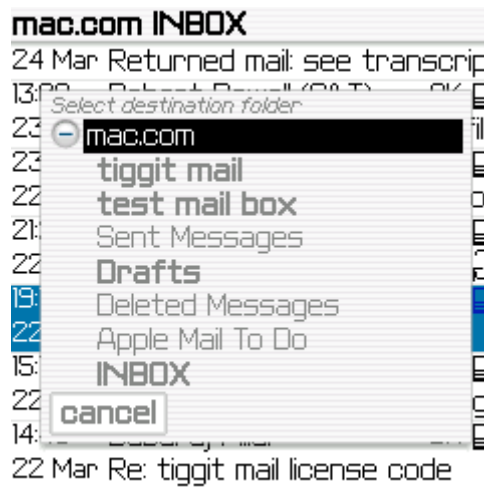 mac.com INBOX
24 Mar Returned mail: see transcrip
Select destination folder
mac.com
tiggit mail
test mail box
Sent Messages
Drafts
Deleted Messages
Apple Mail To Do
INBOX
cancel
22 Mar Re: tiggit mail license code